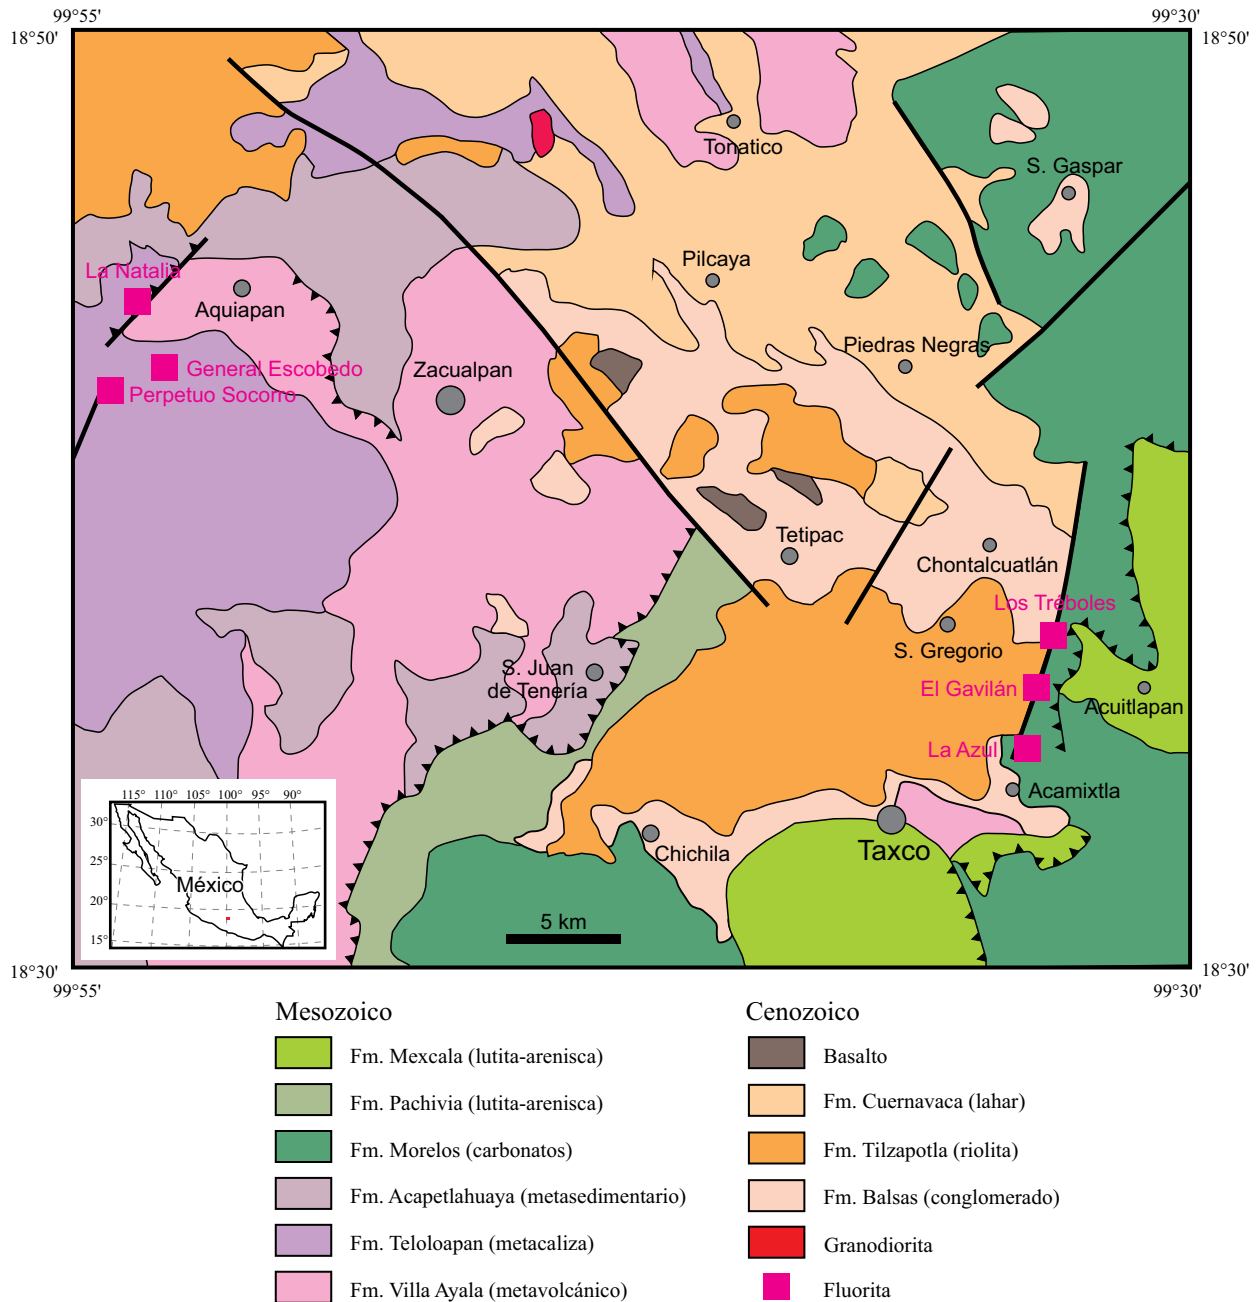 99°55'
99°30'
18°50'
18°50'
Tonatico
S. Gaspar
La Natalia
Pilcaya
Aquiapan
Piedras Negras
General Escobedo
Zacualpan
Perpetuo Socorro
Tetipac
Chontalcuatlán
Los Tréboles
S. Gregorio
S. Juan
de Tenería
El Gavilán
Acuitlapan
La Azul
Acamixtla
Taxco
Chichila
115° 110° 105° 100° 95° 90°
30°
25°
20°
15°
México
5 km
18°30'
18°30'
99°55'
99°30'
Mesozoico
Fm. Mexcala (lutita-arenisca)
Fm. Pachivia (lutita-arenisca)
Fm. Morelos (carbonatos)
Fm. Acapetlahuaya (metasedimentario)
Fm. Teloloapan (metacaliza)
Fm. Villa Ayala (metavolcánico)
Cenozoico
Basalto
Fm. Cuernavaca (lahar)
Fm. Tilzapotla (riolita)
Fm. Balsas (conglomerado)
Granodiorita
Fluorita